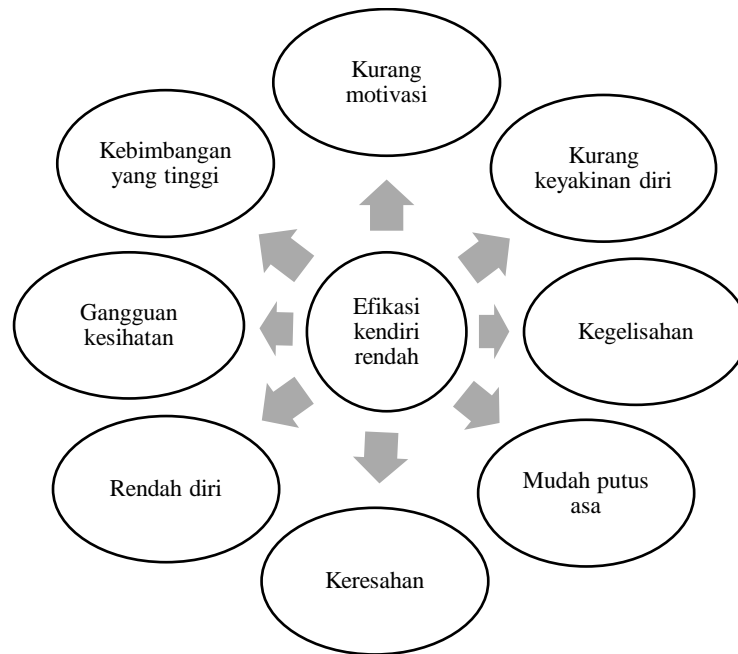 Kurang
motivasi
Kebimbangan
yang tinggi
Kurang
keyakinan diri
Gangguan
kesihatan
Efikasi
kendiri
rendah
Kegelisahan
Rendah diri
Mudah putus
asa
Keresahan